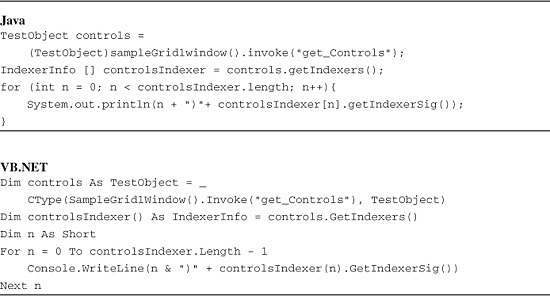 Java
TestObject controls =
    (TestObject)sampleGrid1window().invoke("get_Controls");
IndexerInfo [] controlsIndexer = controls.getIndexers();
for (int n = 0; n < controlsIndexer.length; n++){
    System.out.println(n + ")"+ controlsIndexer[n].getIndexerSig());
}
VB.NET
Dim controls As TestObject = _
    CType(SampleGrid1Window().Invoke("get_Controls"), TestObject)
Dim controlsIndexer() As IndexerInfo = controls.GetIndexers()
Dim n As Short
For n = 0 To controlsIndexer.Length - 1
    Console.WriteLine(n & ")" + controlsIndexer(n).GetIndexerSig())
Next n